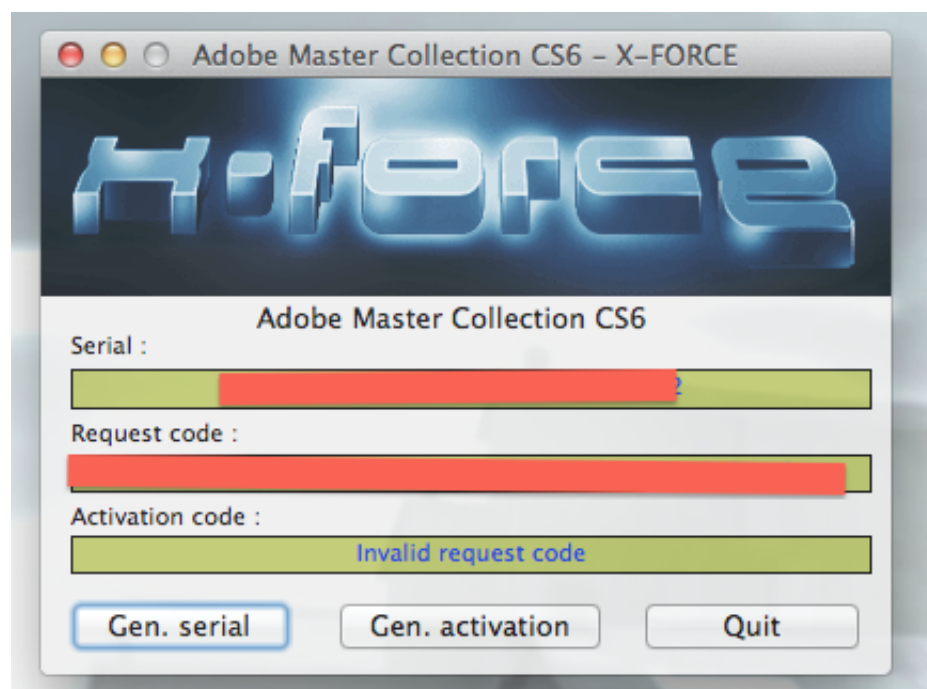 Adobe Master Collection CS6 – X-FORCE
x-force
Adobe Master Collection CS6
Serial :
2
Request code :
Activation code :
Invalid request code
Gen. serial
Gen. activation
Quit